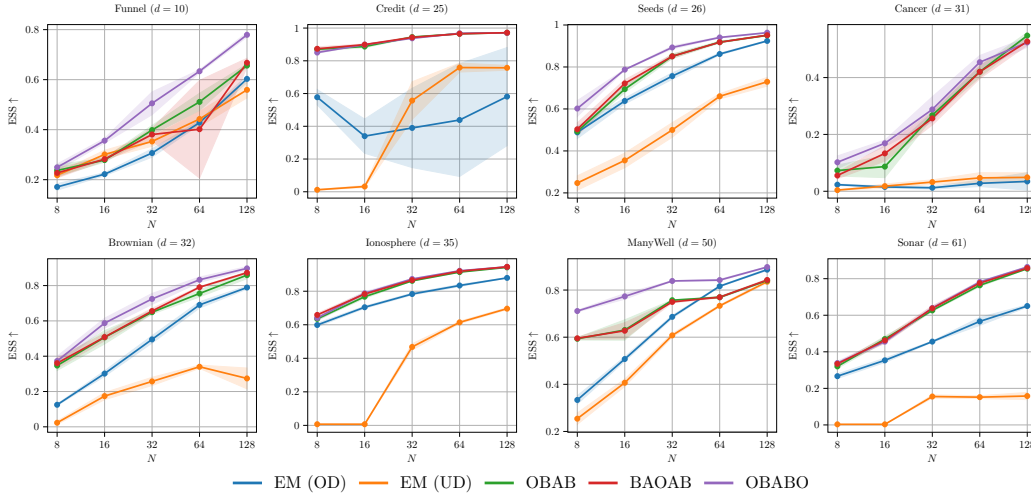 Funnel (d = 10)
ESS ↑
0.8
0.6
0.4
0.2
8 16 32 64 128
N
Credit (d = 25)
ESS ↑
1
0.8
0.6
0.4
0.2
0
8 16 32 64 128
N
Seeds (d = 26)
ESS ↑
1
0.8
0.6
0.4
0.2
8 16 32 64 128
N
Cancer (d = 31)
ESS ↑
0.4
0.2
0
8 16 32 64 128
N
Brownian (d = 32)
ESS ↑
0.8
0.6
0.4
0.2
0
8 16 32 64 128
N
Ionosphere (d = 35)
ESS ↑
0.8
0.6
0.4
0.2
0
8 16 32 64 128
N
ManyWell (d = 50)
ESS ↑
0.8
0.6
0.4
0.2
8 16 32 64 128
N
Sonar (d = 61)
ESS ↑
0.8
0.6
0.4
0.2
0
8 16 32 64 128
N
EM (OD) EM (UD) OBAB BAOAB OBABO